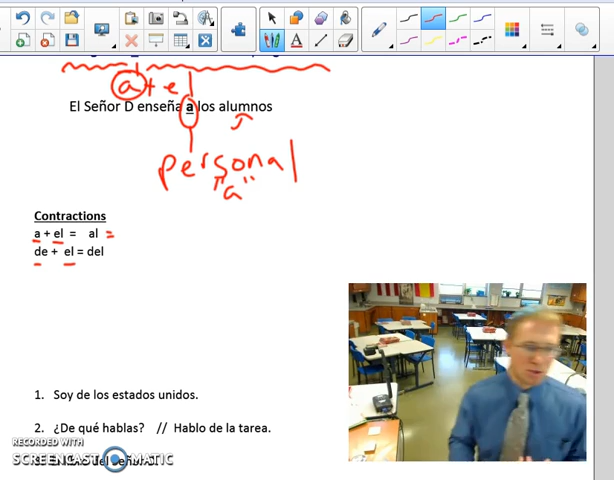 a + e l
El Señor D enseña a los alumnos
personal
"a"
Contractions
a + el = al =
de + el = del
1. Soy de los estados unidos.
2. ¿De qué hablas? // Hablo de la tarea.
RECORDED WITH
SCREENCAST MATIC